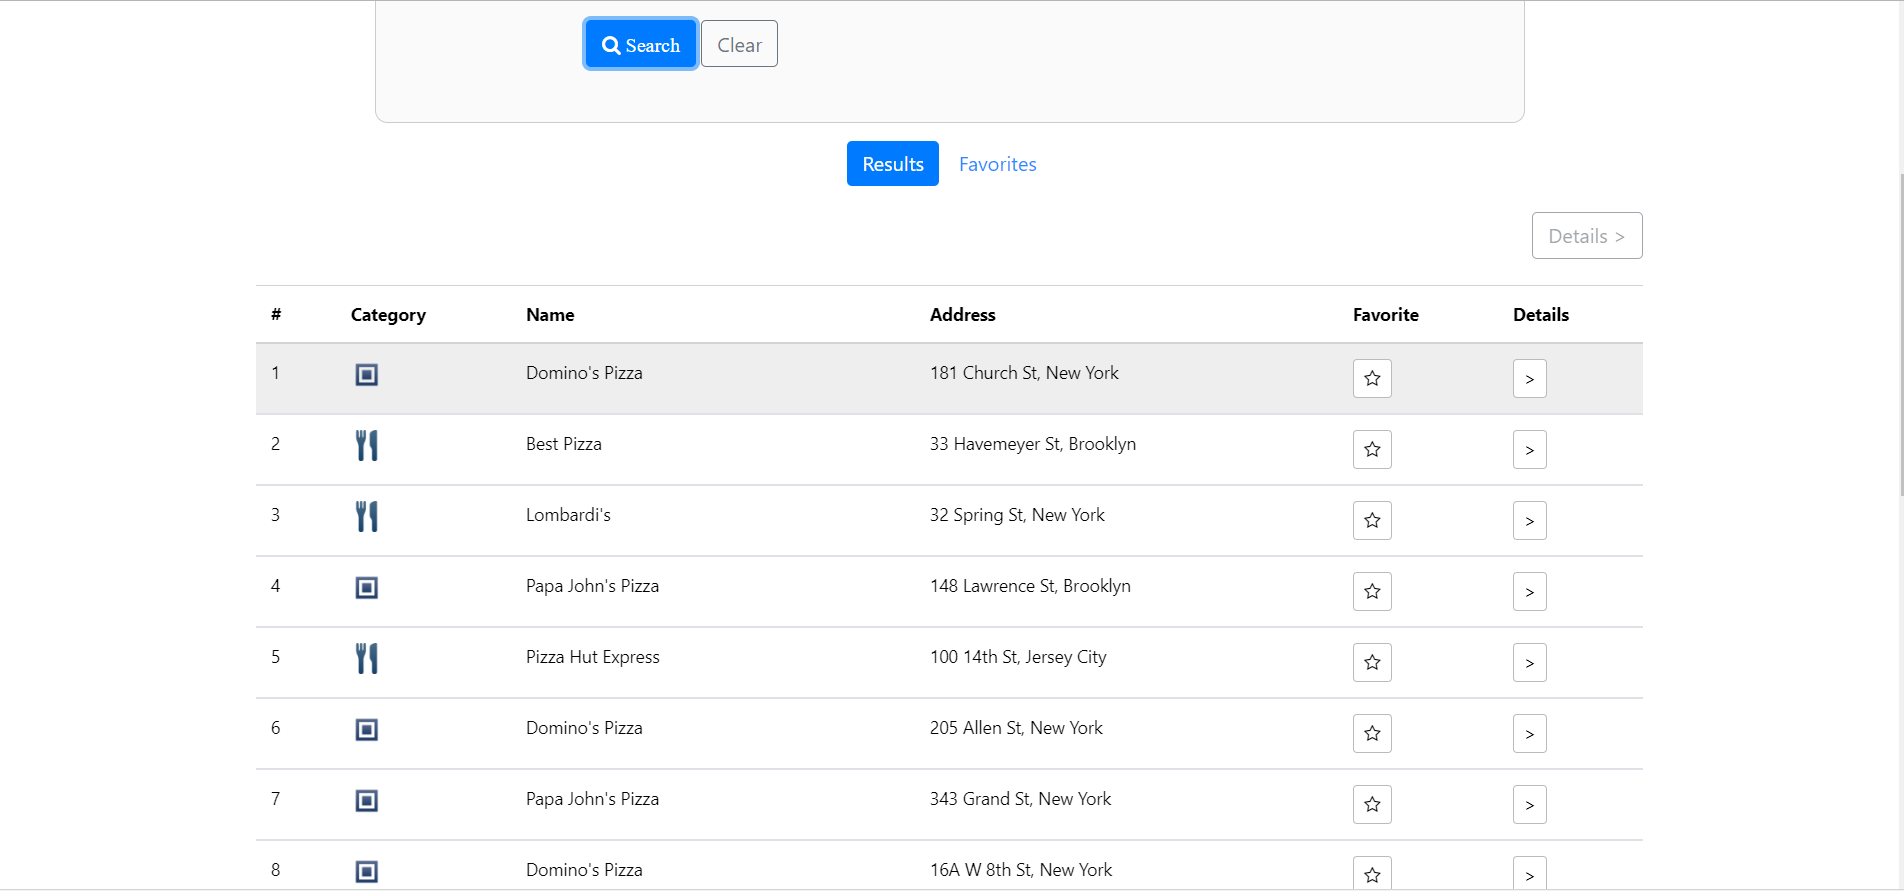 Search Clear
Results Favorites
Details >
# Category Name Address Favorite Details
1 Domino's Pizza 181 Church St, New York >
2 Best Pizza 33 Havemeyer St, Brooklyn >
3 Lombardi's 32 Spring St, New York >
4 Papa John's Pizza 148 Lawrence St, Brooklyn >
5 Pizza Hut Express 100 14th St, Jersey City >
6 Domino's Pizza 205 Allen St, New York >
7 Papa John's Pizza 343 Grand St, New York >
8 Domino's Pizza 16A W 8th St, New York >